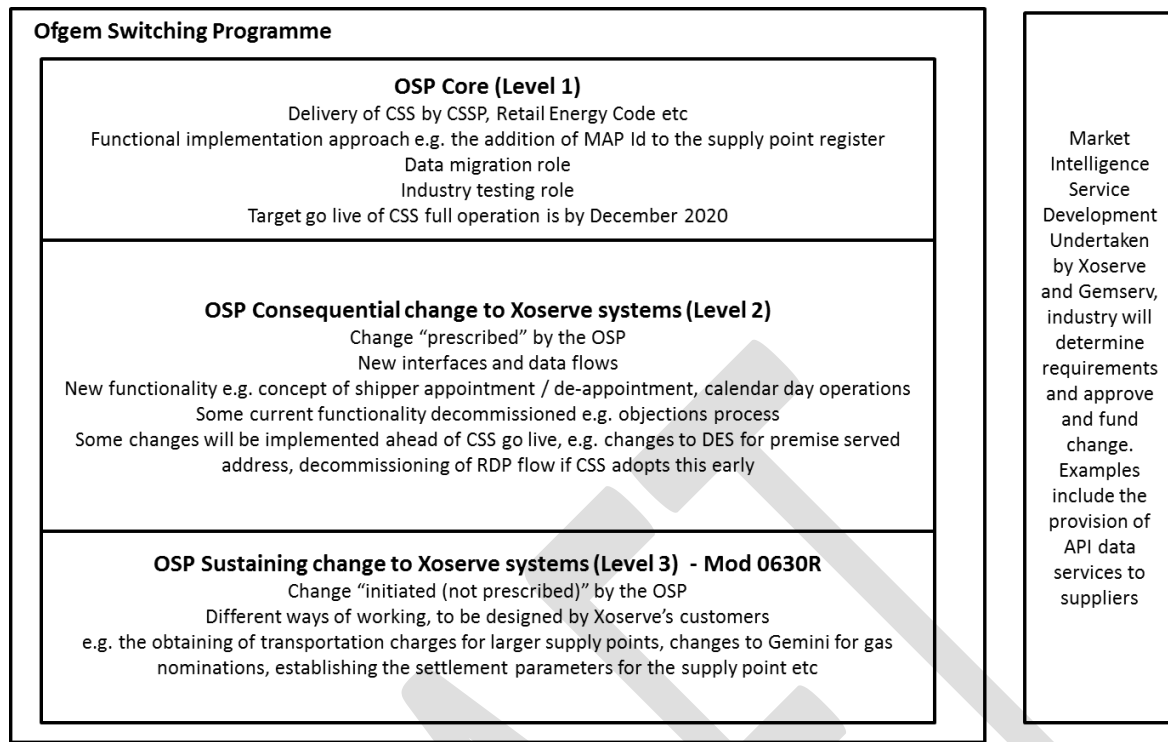 Ofgem Switching Programme
OSP Core (Level 1)
Delivery of CSS by CSSP, Retail Energy Code etc
Functional implementation approach e.g. the addition of MAP Id to the supply point register
Data migration role
Industry testing role
Target go live of CSS full operation is by December 2020
OSP Consequential change to Xoserve systems (Level 2)
Change “prescribed” by the OSP
New interfaces and data flows
New functionality e.g. concept of shipper appointment / de-appointment, calendar day operations
Some current functionality decommissioned e.g. objections process
Some changes will be implemented ahead of CSS go live, e.g. changes to DES for premise served
address, decommissioning of RDP flow if CSS adopts this early
OSP Sustaining change to Xoserve systems (Level 3) - Mod 0630R
Change “initiated (not prescribed)” by the OSP
Different ways of working, to be designed by Xoserve’s customers
e.g. the obtaining of transportation charges for larger supply points, changes to Gemini for gas
nominations, establishing the settlement parameters for the supply point etc
Market
Intelligence
Service
Development
Undertaken
by Xoserve
and Gemserv,
industry will
determine
requirements
and approve
and fund
change.
Examples
include the
provision of
API data
services to
suppliers